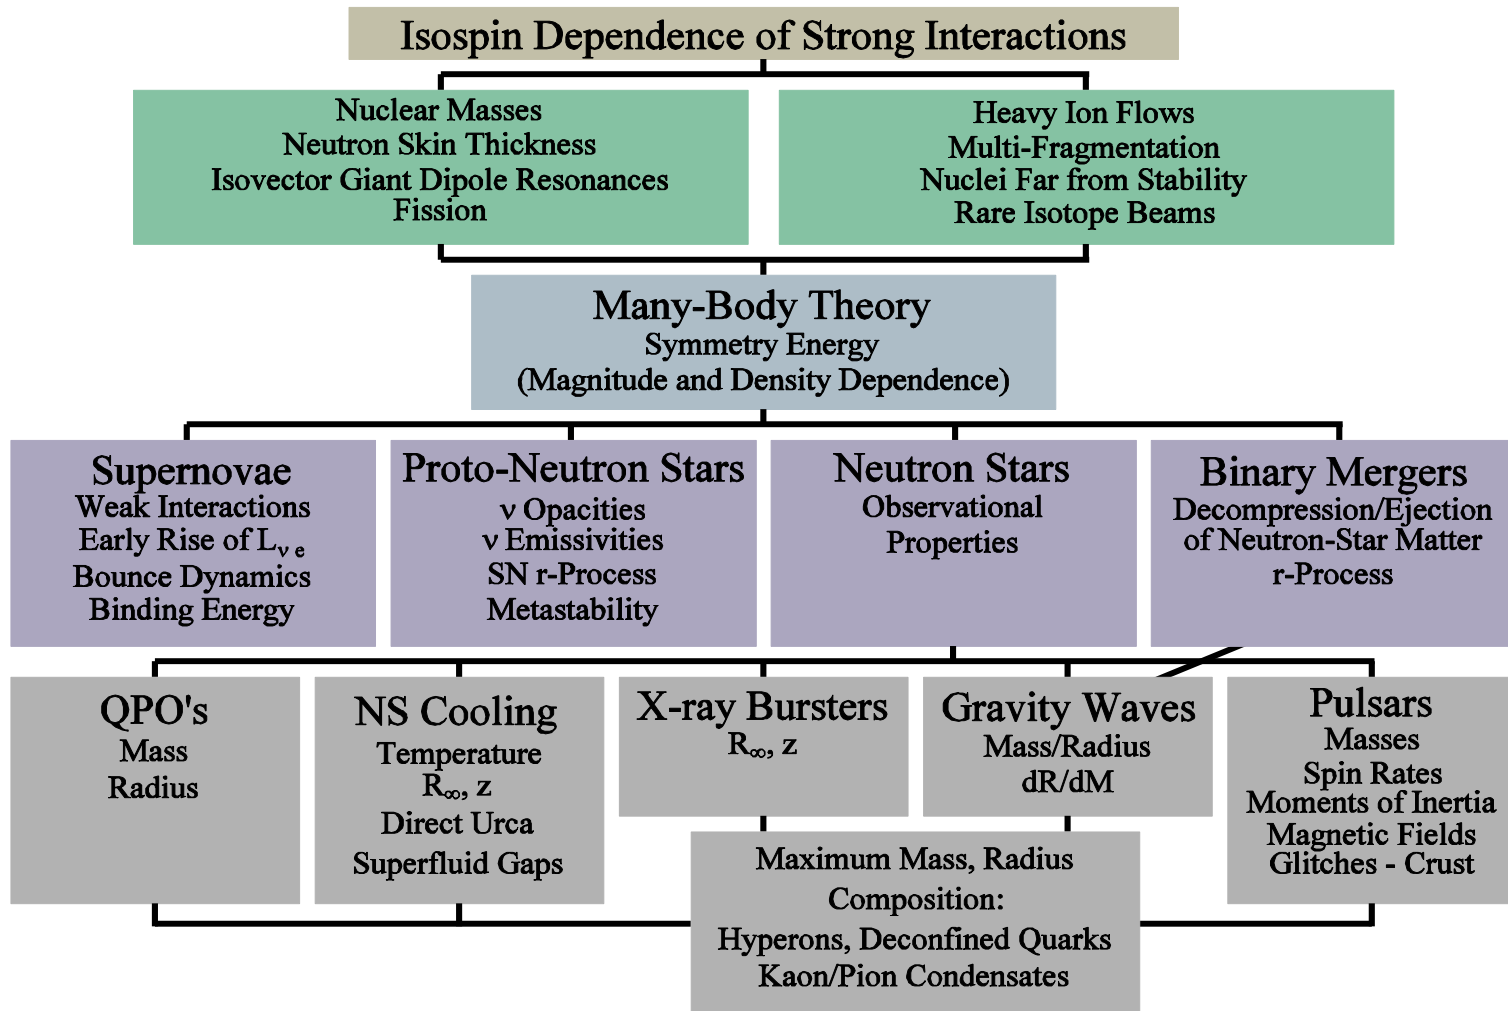 Isospin Dependence of Strong Interactions
Nuclear Masses
Neutron Skin Thickness
Isovector Giant Dipole Resonances
Fission
Heavy Ion Flows
Multi-Fragmentation
Nuclei Far from Stability
Rare Isotope Beams
Many-Body Theory
Symmetry Energy
(Magnitude and Density Dependence)
Supernovae
Weak Interactions
Early Rise of L_ν e
Bounce Dynamics
Binding Energy
Proto-Neutron Stars
ν Opacities
ν Emissivities
SN r-Process
Metastability
Neutron Stars
Observational
Properties
Binary Mergers
Decompression/Ejection
of Neutron-Star Matter
r-Process
QPO's
Mass
Radius
NS Cooling
Temperature
R∞, z
Direct Urca
Superfluid Gaps
X-ray Bursters
R∞, z
Gravity Waves
Mass/Radius
dR/dM
Pulsars
Masses
Spin Rates
Moments of Inertia
Magnetic Fields
Glitches - Crust
Maximum Mass, Radius
Composition:
Hyperons, Deconfined Quarks
Kaon/Pion Condensates